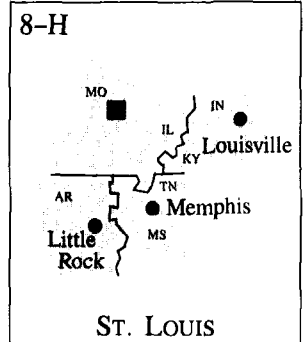 8–H
MO
IN
IL
Louisville
KY
TN
AR
Memphis
Little
Rock
MS
ST. LOUIS